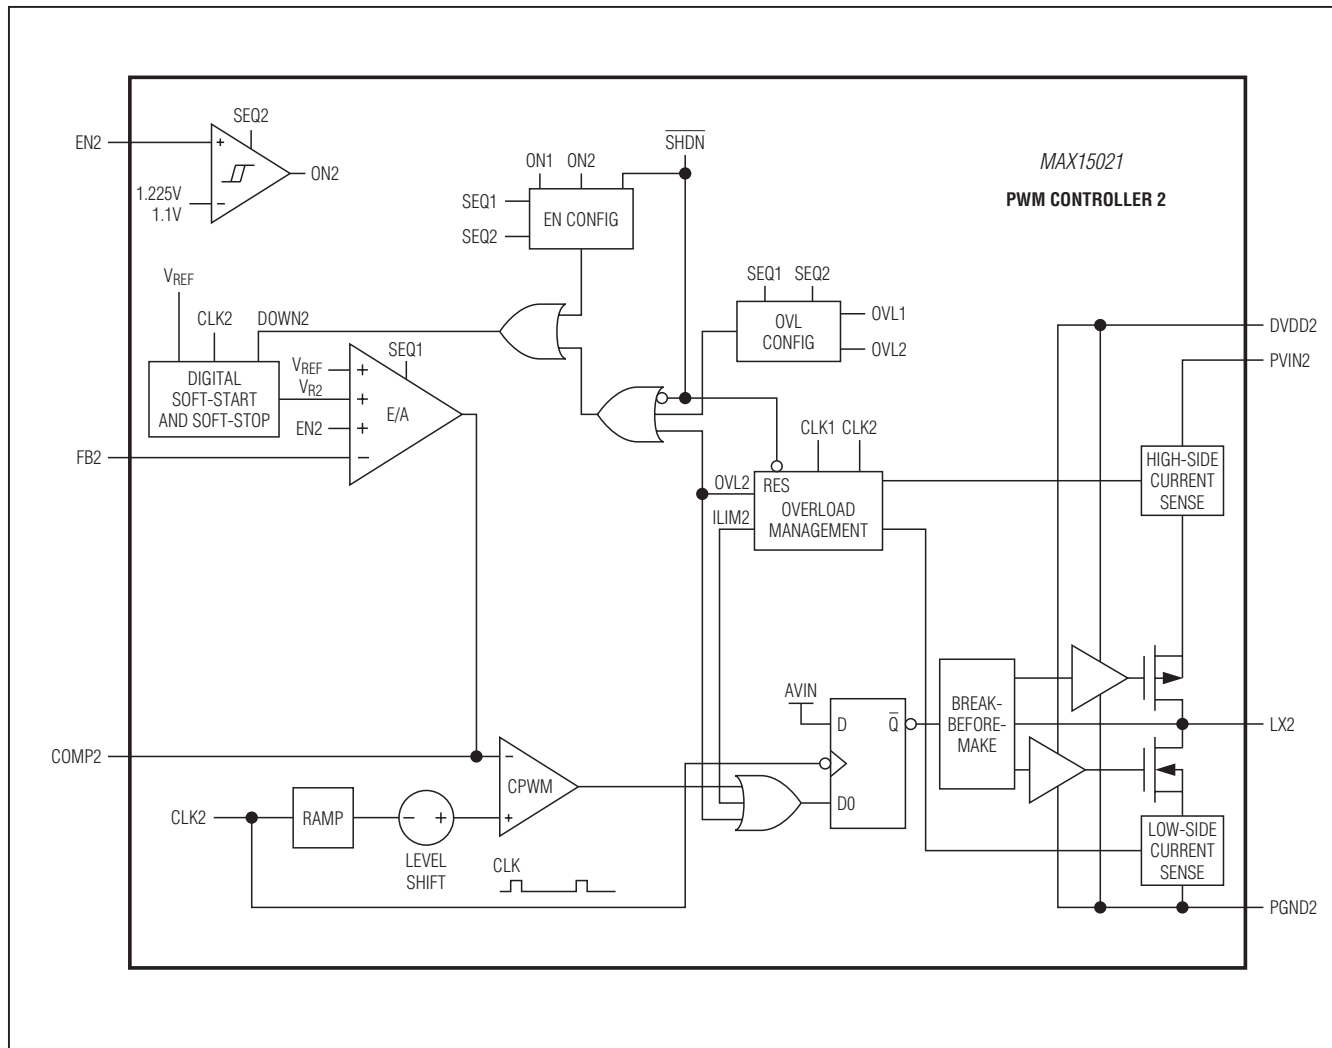 MAX15021
PWM CONTROLLER 2
EN2
SEQ2
+
1.225V
1.1V
−
ON2
SHDN
ON1 ON2
SEQ1
SEQ2
EN CONFIG
SEQ1 SEQ2
OVL
CONFIG
OVL1
OVL2
DVDD2
PVIN2
VREF
CLK2
DOWN2
DIGITAL
SOFT-START
AND SOFT-STOP
SEQ1
VREF
+
VR2
+
E/A
EN2
+
FB2
−
CLK1 CLK2
OVL2
RES
ILIM2
OVERLOAD
MANAGEMENT
HIGH-SIDE
CURRENT
SENSE
AVIN
D
Q
D0
BREAK-
BEFORE-
MAKE
LX2
COMP2
−
CPWM
+
CLK2
RAMP
− +
LEVEL
SHIFT
CLK
LOW-SIDE
CURRENT
SENSE
PGND2